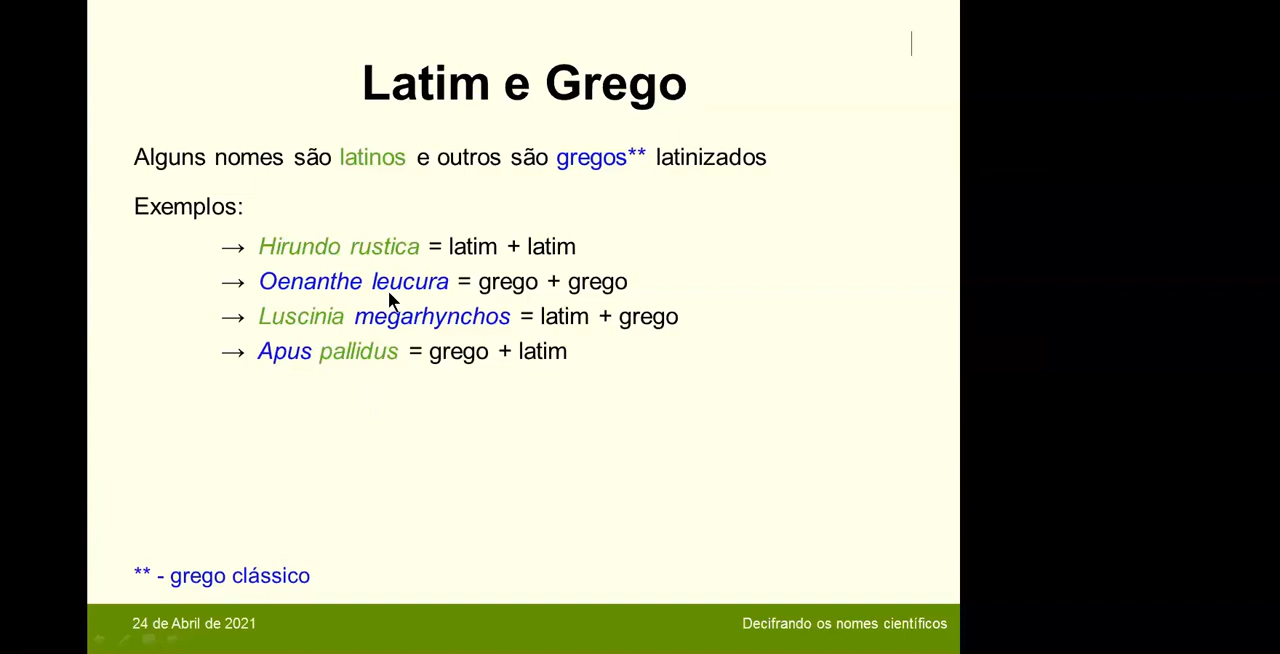 Latim e Grego
Alguns nomes são latinos e outros são gregos** latinizados
Exemplos:
→ Hirundo rustica = latim + latim
→ Oenanthe leucura = grego + grego
→ Luscinia megarhynchos = latim + grego
→ Apus pallidus = grego + latim
** - grego clássico
24 de Abril de 2021
Decifrando os nomes científicos